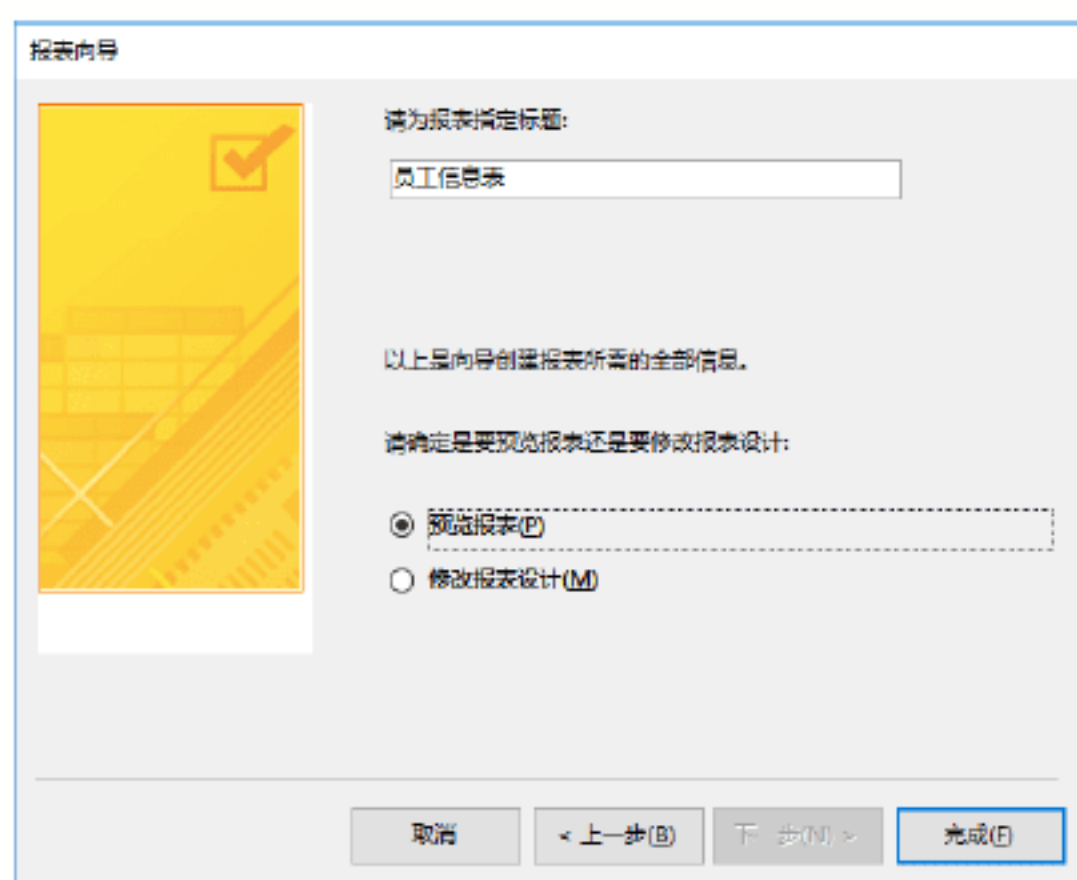 报表向导
请为报表指定标题:
员工信息表
以上是向导创建报表所需的全部信息。
请确定是要预览报表还是要修改报表设计:
预览报表(P)
修改报表设计(M)
取消
< 上一步(B)
下一步(N) >
完成(F)